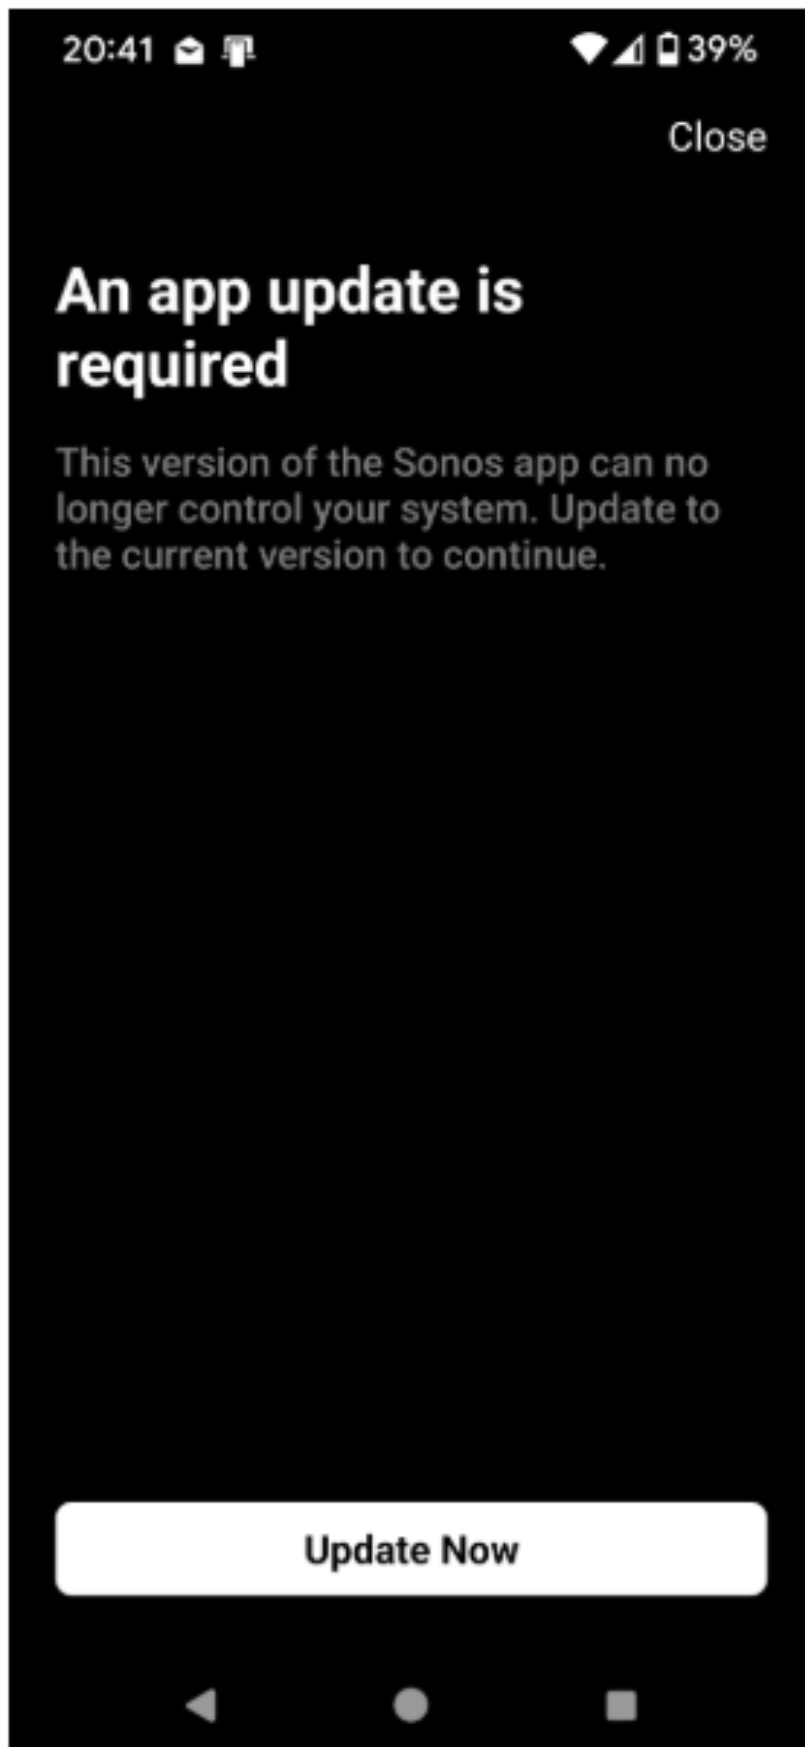 20:41 39%
Close
An app update is
required
This version of the Sonos app can no
longer control your system. Update to
the current version to continue.
Update Now